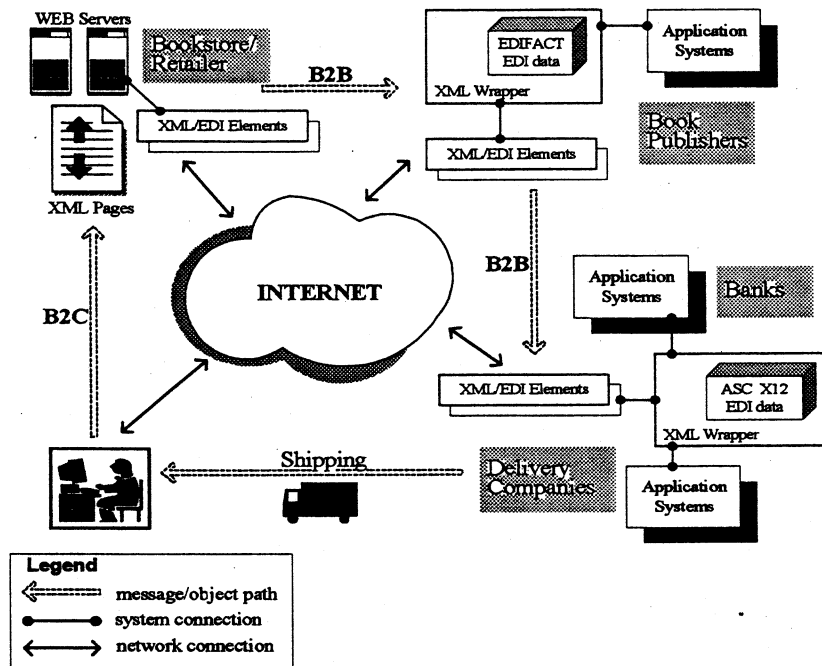 WEB Servers
Bookstore/
Retailer
B2B
XML/EDI Elements
XML Pages
EDIFACT
EDI data
XML Wrapper
Application
Systems
Book
Publishers
XML/EDI Elements
INTERNET
B2C
B2B
Application
Systems
Banks
XML/EDI Elements
ASC X12
EDI data
XML Wrapper
Shipping
Delivery
Companies
Application
Systems
Legend
message/object path
system connection
network connection